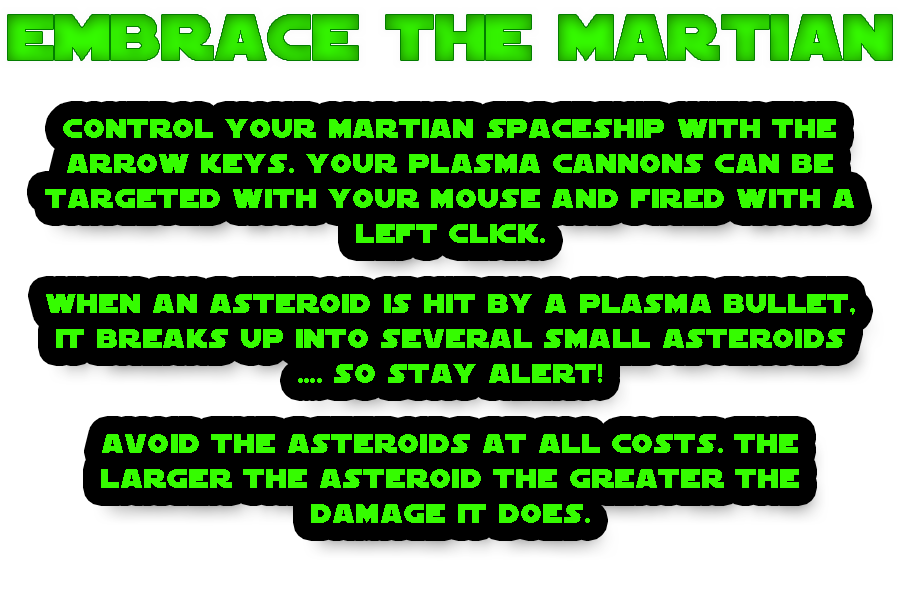 EMBRACE THE MARTIAN
CONTROL YOUR MARTIAN SPACESHIP WITH THE
ARROW KEYS. YOUR PLASMA CANNONS CAN BE
TARGETED WITH YOUR MOUSE AND FIRED WITH A
LEFT CLICK.
WHEN AN ASTEROID IS HIT BY A PLASMA BULLET,
IT BREAKS UP INTO SEVERAL SMALL ASTEROIDS
.... SO STAY ALERT!
AVOID THE ASTEROIDS AT ALL COSTS. THE
LARGER THE ASTEROID THE GREATER THE
DAMAGE IT DOES.